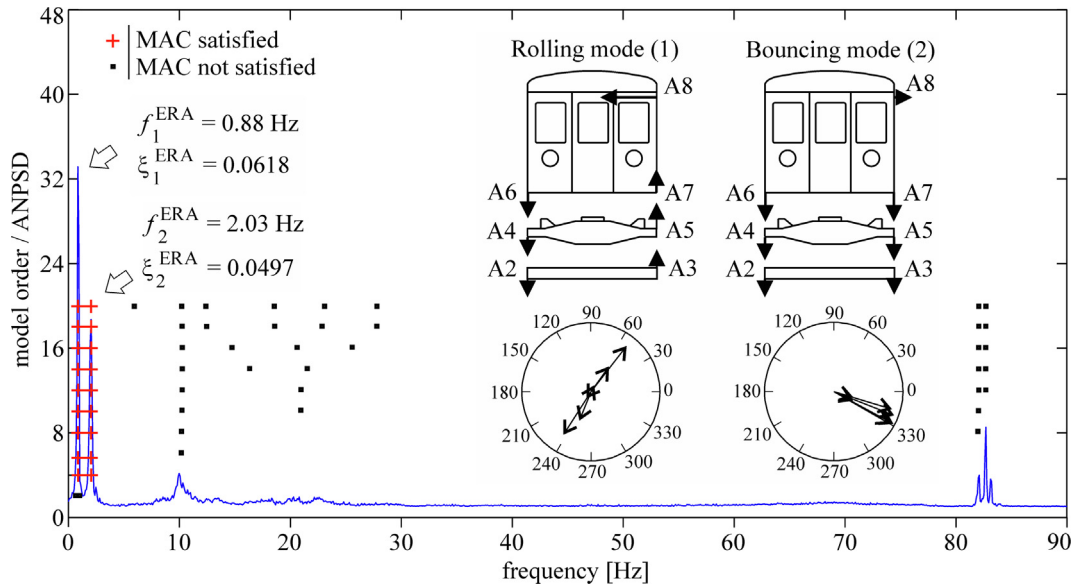 48
40
32
24
16
8
0
model order / ANPSD
MAC satisfied
MAC not satisfied
f₁ᴱᴿᴬ = 0.88 Hz
ξ₁ᴱᴿᴬ = 0.0618
f₂ᴱᴿᴬ = 2.03 Hz
ξ₂ᴱᴿᴬ = 0.0497
Rolling mode (1)
A8
A6 A7
A4 A5
A2 A3
90
120 60
150 30
180 0
210 330
240 300
270
Bouncing mode (2)
A8
A6 A7
A4 A5
A2 A3
90
120 60
150 30
180 0
210 330
240 300
270
0 10 20 30 40 50 60 70 80 90
frequency [Hz]